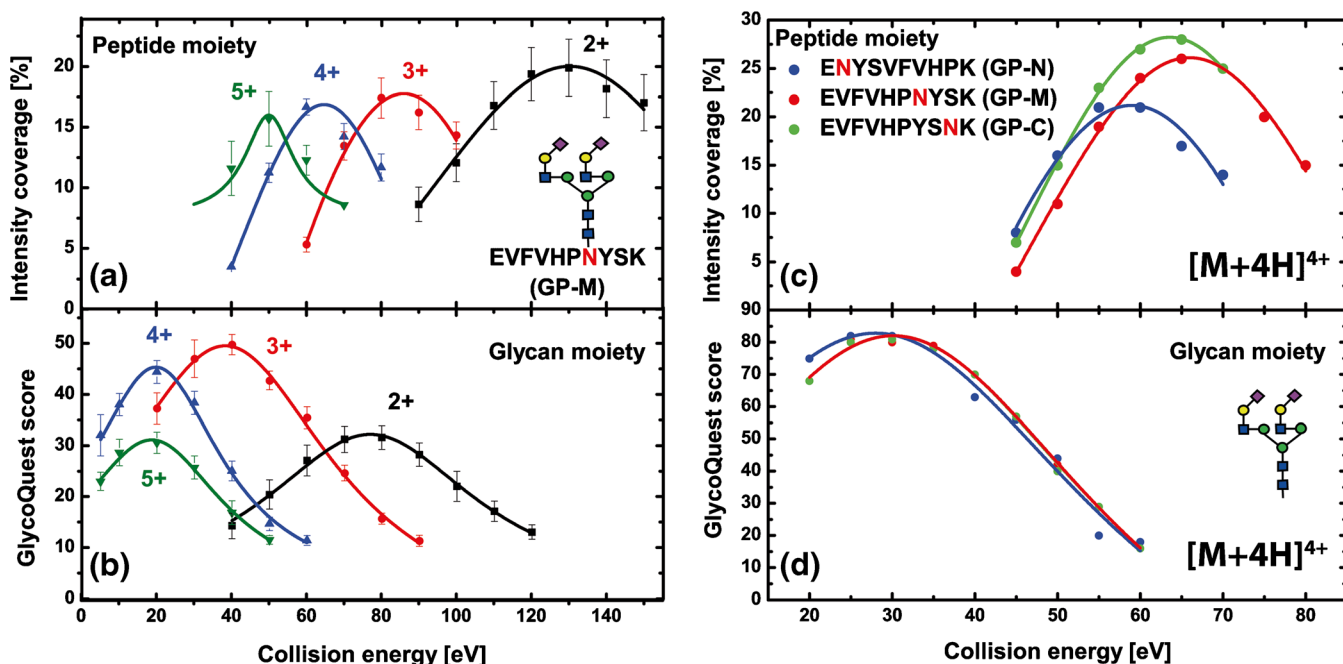 Peptide moiety
5+
4+
3+
2+
Intensity coverage [%]
25
20
15
10
5
0
(a)
EVFVHPNYSK
(GP-M)
4+
3+
Glycan moiety
2+
5+
GlycoQuest score
50
40
30
20
10
0
(b)
0
20
40
60
80
100
120
140
Collision energy [eV]
Peptide moiety
ENYSVFVHPK (GP-N)
EVFVHPNYSK (GP-M)
EVFVHPYSNK (GP-C)
Intensity coverage [%]
30
25
20
15
10
5
0
(c)
[M+4H]⁴⁺
Glycan moiety
GlycoQuest score
90
80
70
60
50
40
30
20
10
0
(d)
[M+4H]⁴⁺
20
30
40
50
60
70
80
Collision energy [eV]